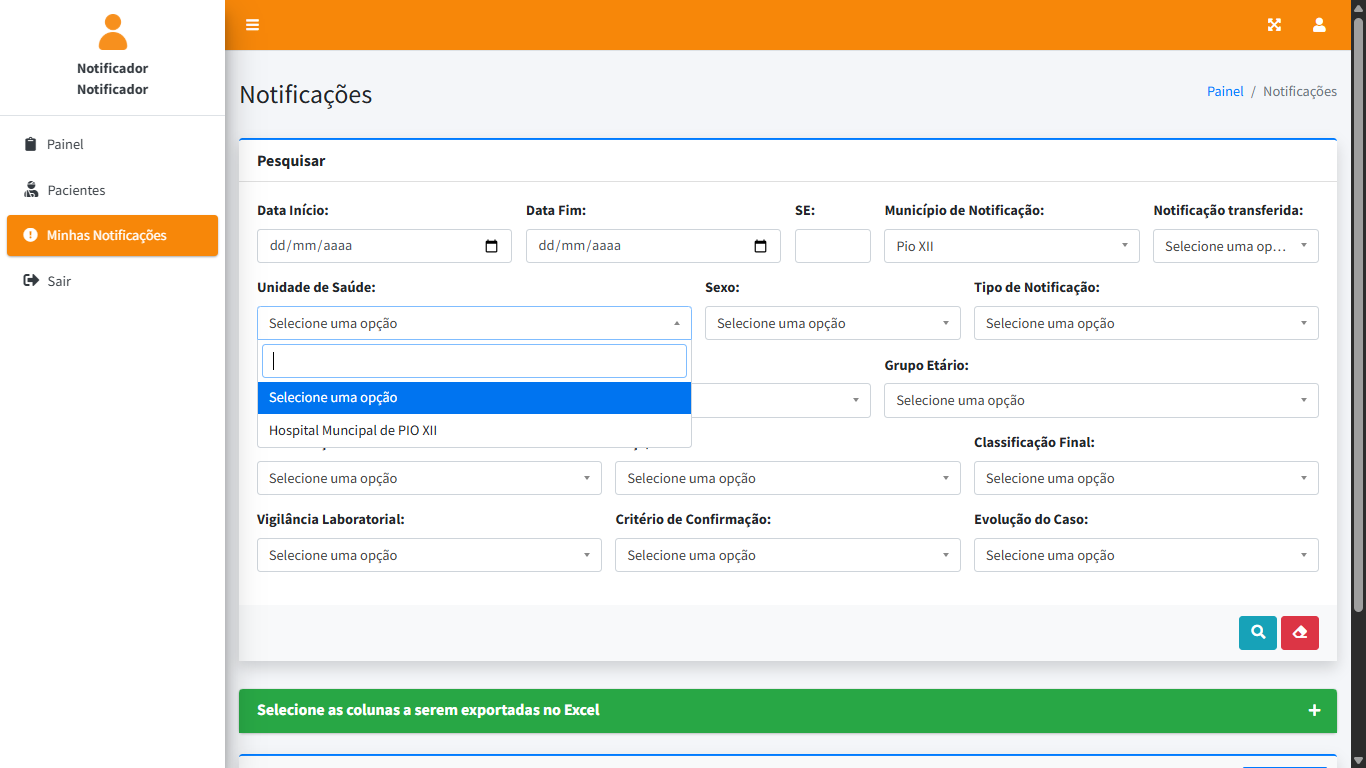 Notificador
Notificador
Painel
Pacientes
Minhas Notificações
Sair
Notificações
Painel / Notificações
Pesquisar
Data Início: Data Fim: SE: Município de Notificação: Notificação transferida:
dd/mm/aaaa dd/mm/aaaa Pio XII Selecione uma op...
Unidade de Saúde: Sexo: Tipo de Notificação:
Selecione uma opção Selecione uma opção Selecione uma opção
Grupo Etário:
Selecione uma opção Selecione uma opção
Hospital Muncipal de PIO XII
Classificação Final:
Selecione uma opção Selecione uma opção Selecione uma opção
Vigilância Laboratorial: Critério de Confirmação: Evolução do Caso:
Selecione uma opção Selecione uma opção Selecione uma opção
Selecione as colunas a serem exportadas no Excel